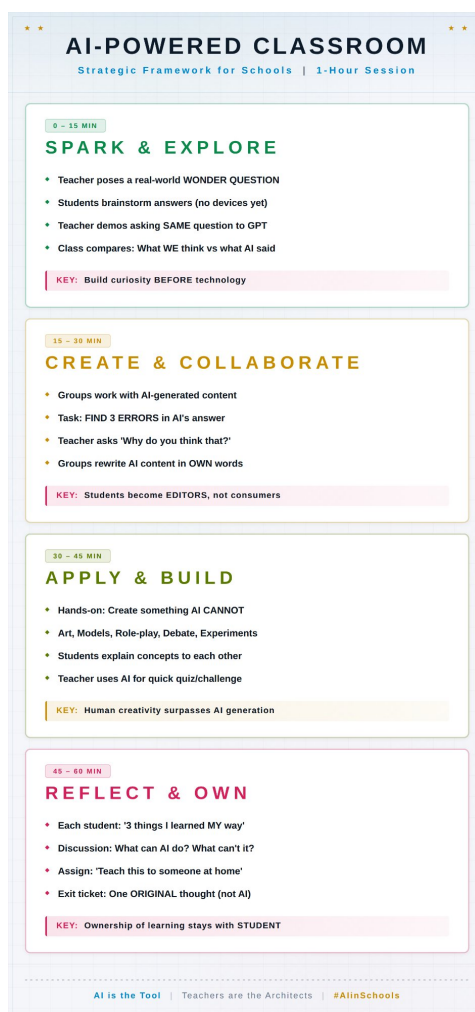 AI-POWERED CLASSROOM
Strategic Framework for Schools | 1-Hour Session
0 – 15 MIN
SPARK & EXPLORE
Teacher poses a real-world WONDER QUESTION
Students brainstorm answers (no devices yet)
Teacher demos asking SAME question to GPT
Class compares: What WE think vs what AI said
KEY: Build curiosity BEFORE technology
15 – 30 MIN
CREATE & COLLABORATE
Groups work with AI-generated content
Task: FIND 3 ERRORS in AI's answer
Teacher asks 'Why do you think that?'
Groups rewrite AI content in OWN words
KEY: Students become EDITORS, not consumers
30 – 45 MIN
APPLY & BUILD
Hands-on: Create something AI CANNOT
Art, Models, Role-play, Debate, Experiments
Students explain concepts to each other
Teacher uses AI for quick quiz/challenge
KEY: Human creativity surpasses AI generation
45 – 60 MIN
REFLECT & OWN
Each student: '3 things I learned MY way'
Discussion: What can AI do? What can't it?
Assign: 'Teach this to someone at home'
Exit ticket: One ORIGINAL thought (not AI)
KEY: Ownership of learning stays with STUDENT
AI is the Tool | Teachers are the Architects | #AIinSchools